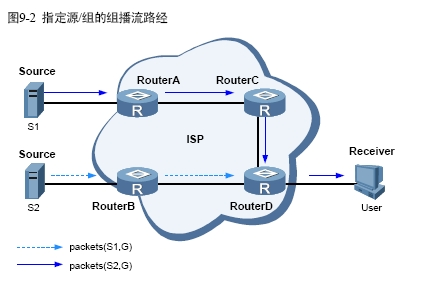 图9-2 指定源/组的组播流路经
Source
RouterA
RouterC
R
R
S1
ISP
Source
Receiver
R
R
S2
RouterB
RouterD
User
packets(S1,G)
packets(S2,G)